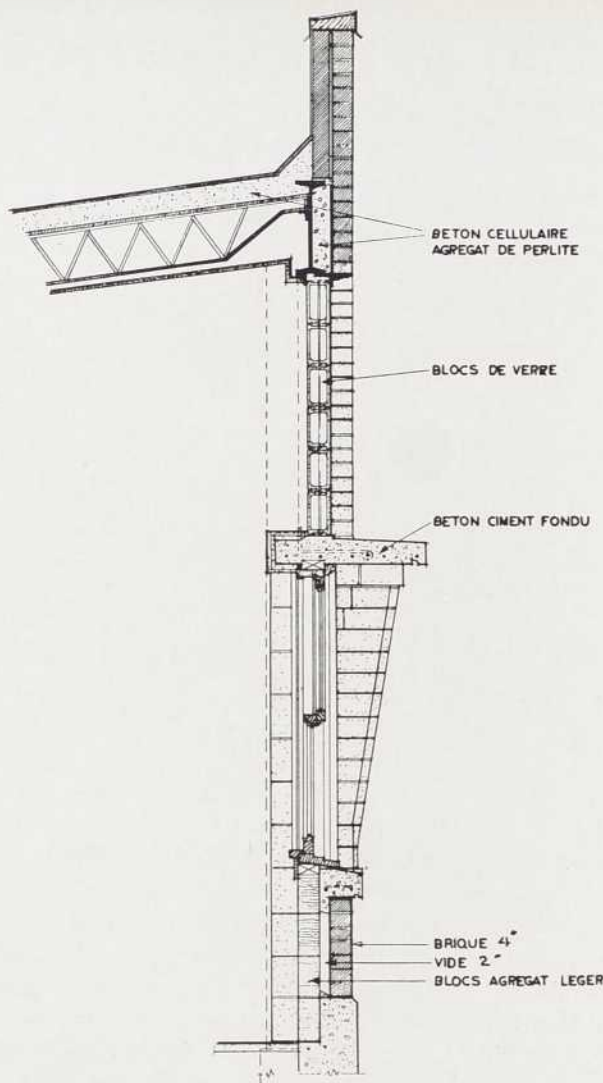 BETON CELLULAIRE
AGREGAT DE PERLITE
BLOCS DE VERRE
BETON CIMENT FONDU
BRIQUE 4"
VIDE 2"
BLOCS AGREGAT LEGER